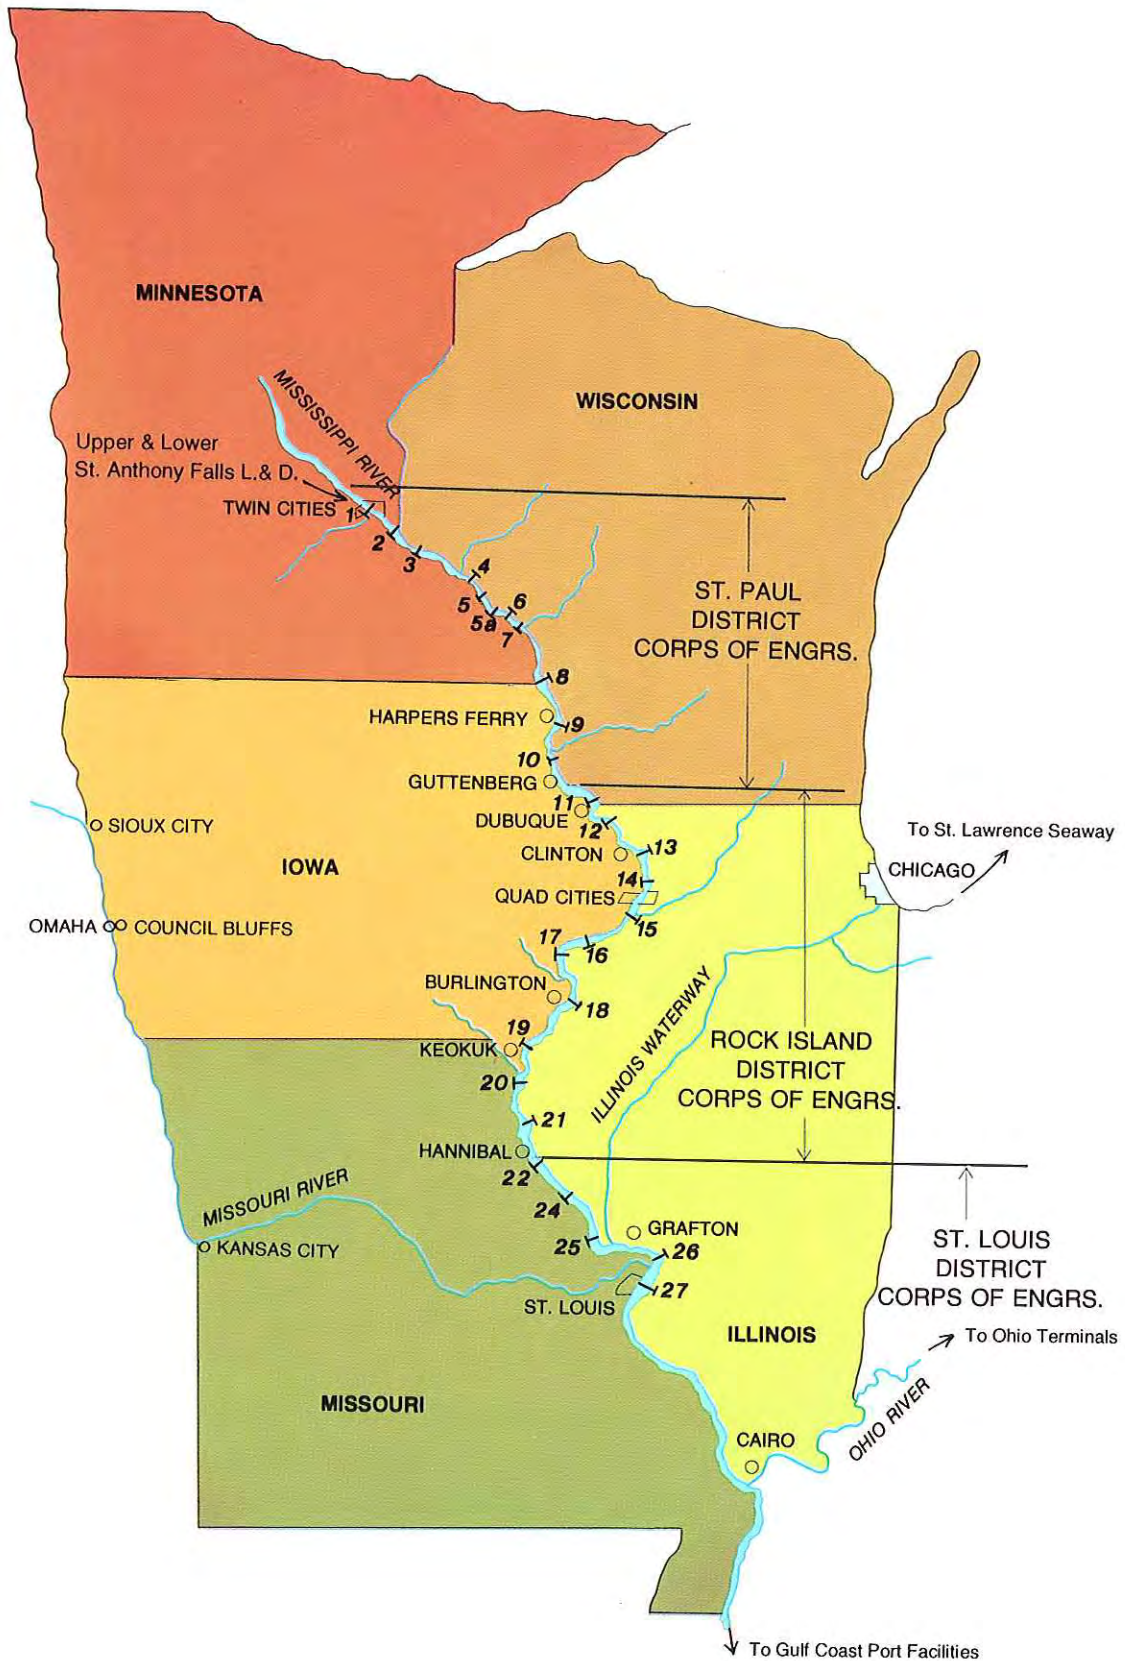 MINNESOTA
MISSISSIPPI RIVER
WISCONSIN
Upper & Lower
St. Anthony Falls L.& D.
TWIN CITIES
1
2
3
4
5
5a
6
7
ST. PAUL
DISTRICT
CORPS OF ENGRS.
8
HARPERS FERRY
9
10
GUTTENBERG
11
DUBUQUE
12
SIOUX CITY
To St. Lawrence Seaway
CLINTON
13
IOWA
14
CHICAGO
QUAD CITIES
15
OMAHA
COUNCIL BLUFFS
17
16
BURLINGTON
18
ILLINOIS WATERWAY
19
KEOKUK
ROCK ISLAND
DISTRICT
CORPS OF ENGRS.
20
21
HANNIBAL
22
MISSOURI RIVER
24
GRAFTON
25
KANSAS CITY
26
ST. LOUIS
DISTRICT
CORPS OF ENGRS.
27
ST. LOUIS
ILLINOIS
To Ohio Terminals
MISSOURI
OHIO RIVER
CAIRO
To Gulf Coast Port Facilities